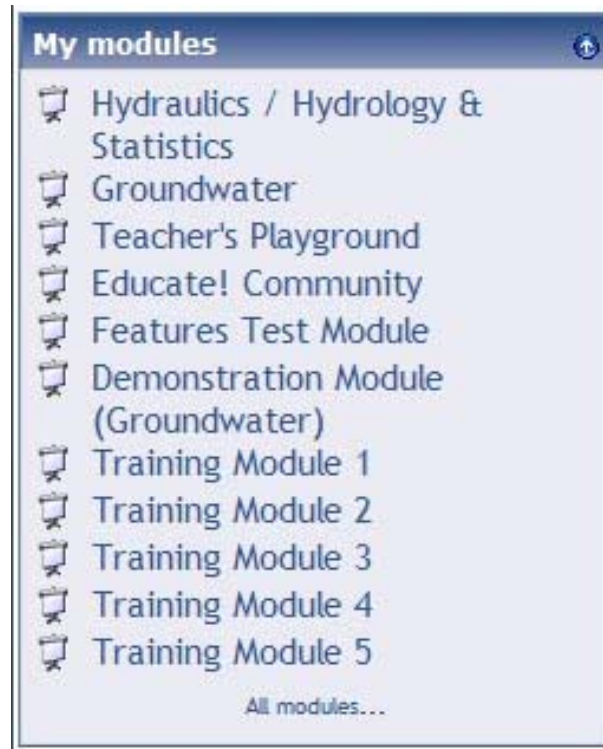 My modules
Hydraulics / Hydrology &
Statistics
Groundwater
Teacher's Playground
Educate! Community
Features Test Module
Demonstration Module
(Groundwater)
Training Module 1
Training Module 2
Training Module 3
Training Module 4
Training Module 5
All modules...